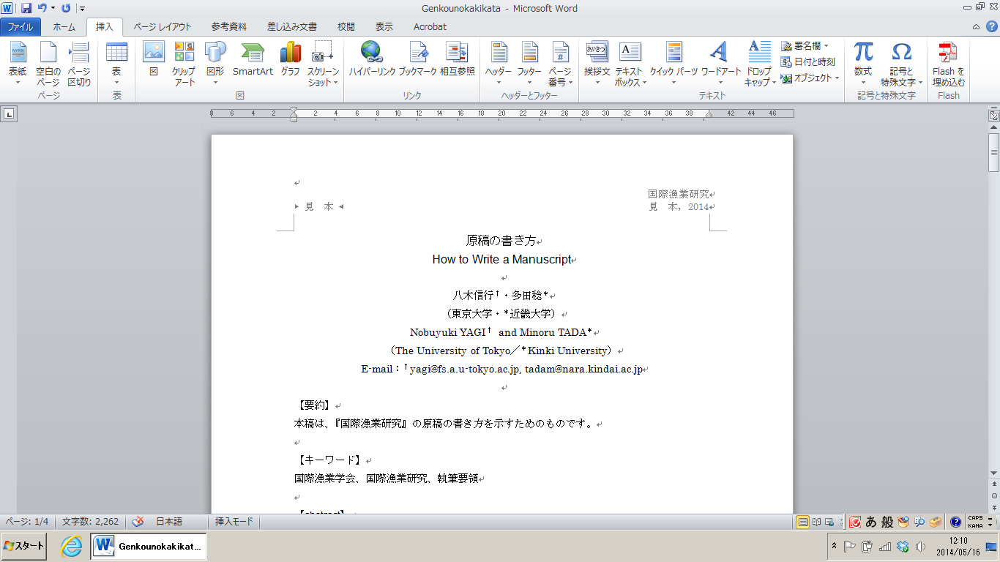 Genkounokakikata - Microsoft Word
ファイル ホーム 挿入 ページ レイアウト 参考資料 差し込み文書 校閲 表示 Acrobat
表紙 空白のページ ページ区切り 表 図 クリップアート 図形 SmartArt グラフ スクリーンショット ハイパーリンク ブックマーク 相互参照 ヘッダー フッター ページ番号 挨拶文 テキストボックス クイック パーツ ワードアート ドロップキャップ 署名欄 日付と時刻 オブジェクト 数式 記号と特殊文字 Flash を埋め込む
ページ 表 図 リンク ヘッダーとフッター テキスト 記号と特殊文字 Flash
8 6 4 2 2 4 6 8 10 12 14 16 18 20 22 24 26 28 30 32 34 36 38 42 44 46
国際漁業研究
見 本 見 本，2014
原稿の書き方
How to Write a Manuscript
八木信行†・多田稔*
（東京大学・*近畿大学）
Nobuyuki YAGI† and Minoru TADA*
（The University of Tokyo／*Kinki University）
E-mail：†yagi@fs.a.u-tokyo.ac.jp, tadam@nara.kindai.ac.jp
【要約】
本稿は、『国際漁業研究』の原稿の書き方を示すためのものです。
【キーワード】
国際漁業学会、国際漁業研究、執筆要領
【abstract】
ページ: 1/4 文字数: 2,262 日本語 挿入モード あ 般 CAPS KANA
スタート Genkounokakikat... 12:10
2014/05/16